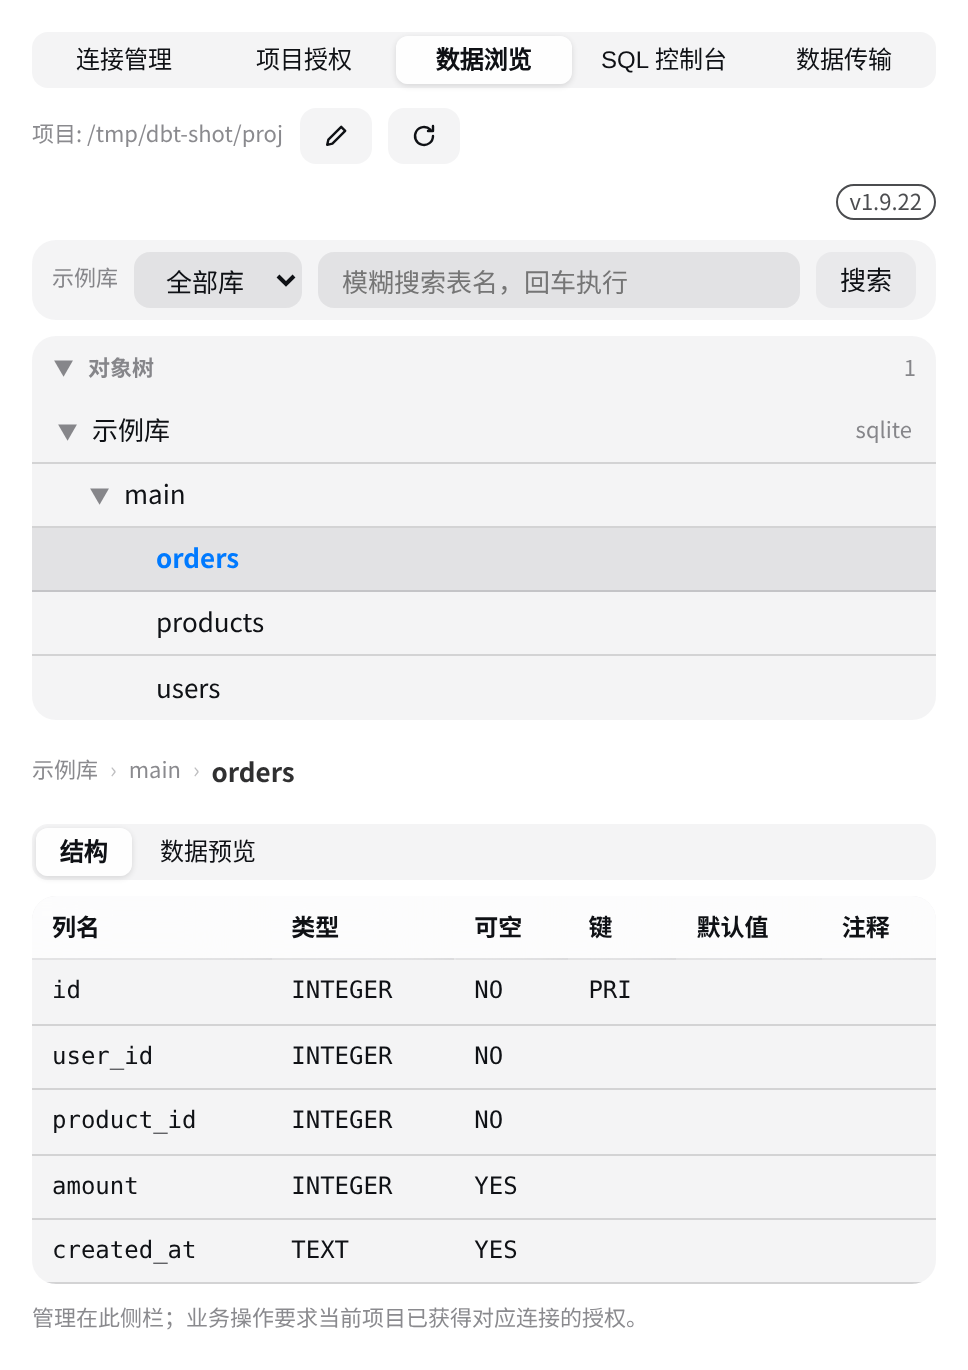 连接管理 项目授权 数据浏览 SQL 控制台 数据传输
项目: /tmp/dbt-shot/proj
v1.9.22
示例库 全部库 模糊搜索表名，回车执行 搜索
对象树 1
示例库 sqlite
main
orders
products
users
示例库 › main › orders
结构 数据预览
列名 类型 可空 键 默认值 注释
id INTEGER NO PRI
user_id INTEGER NO
product_id INTEGER NO
amount INTEGER YES
created_at TEXT YES
管理在此侧栏；业务操作要求当前项目已获得对应连接的授权。